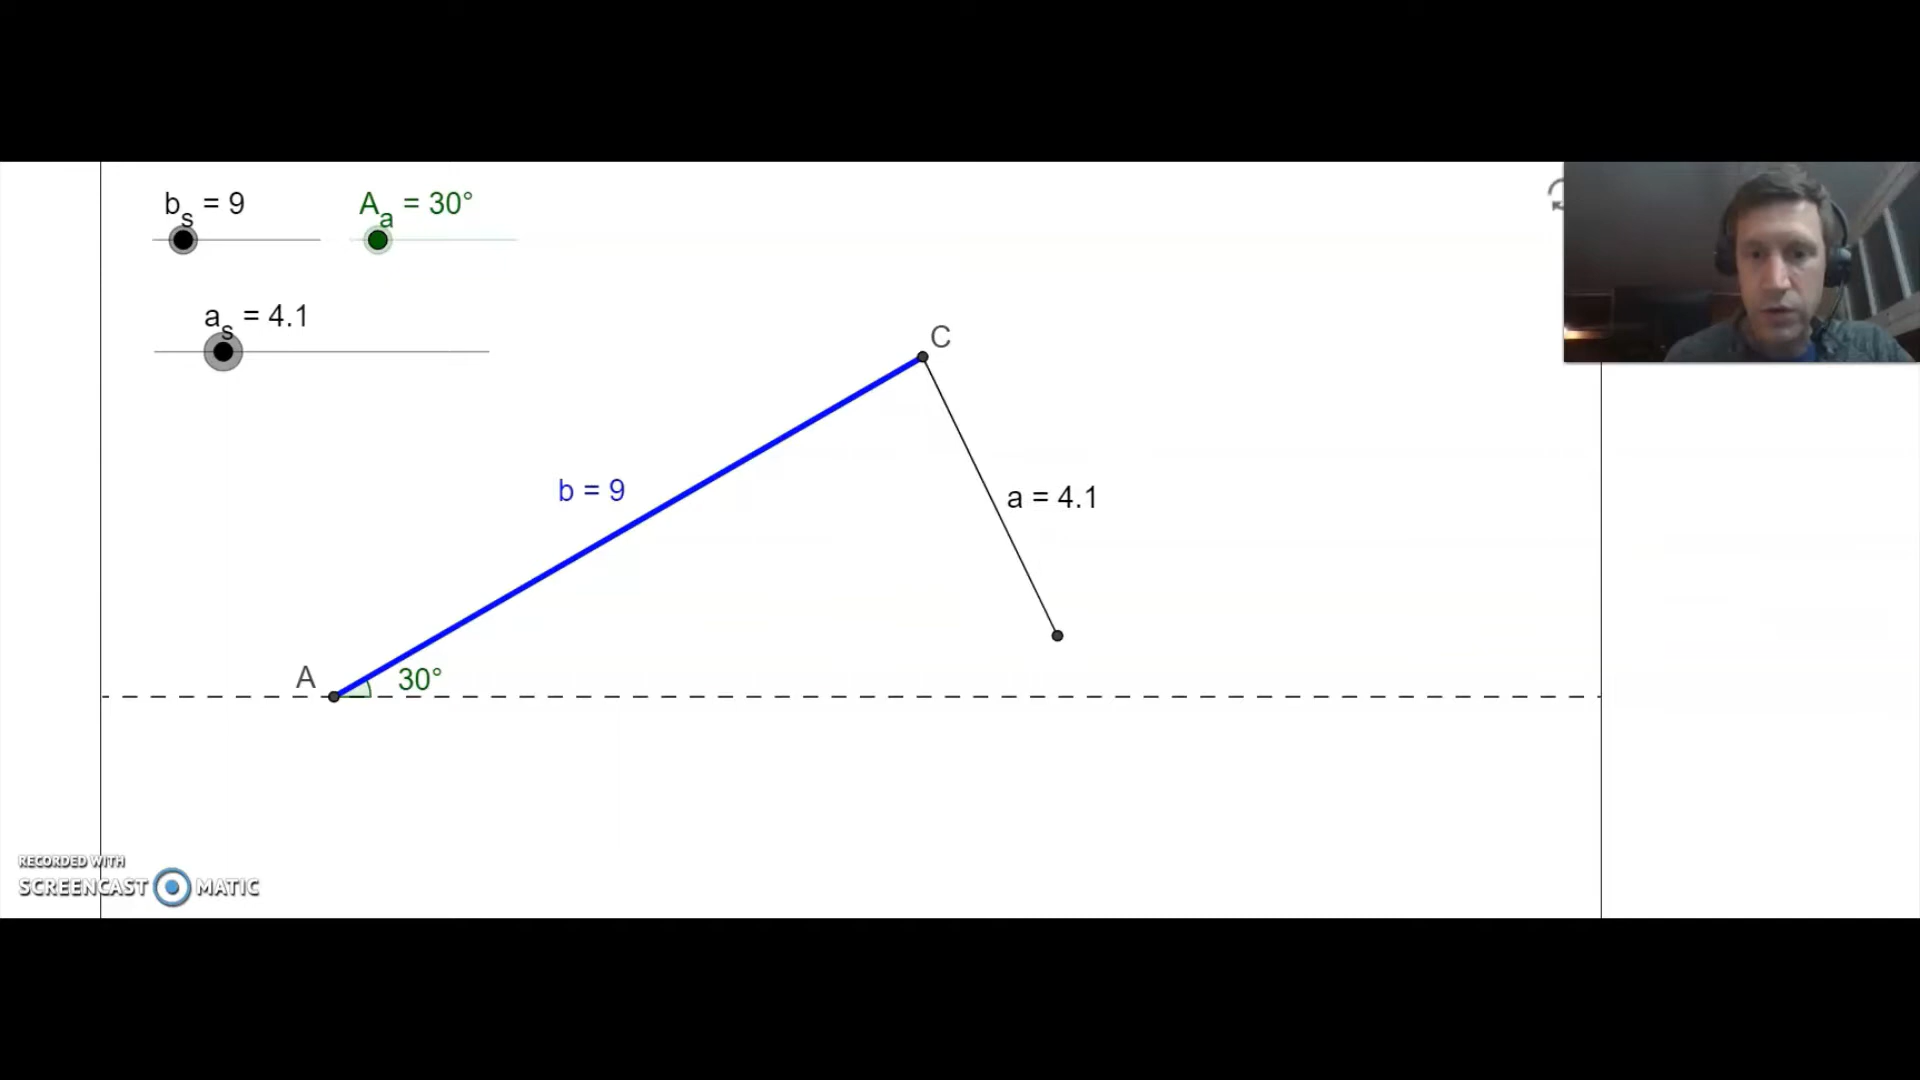 b_s = 9
A_a = 30°
a_s = 4.1
C
b = 9
a = 4.1
A
30°
RECORDED WITH
SCREENCAST MATIC